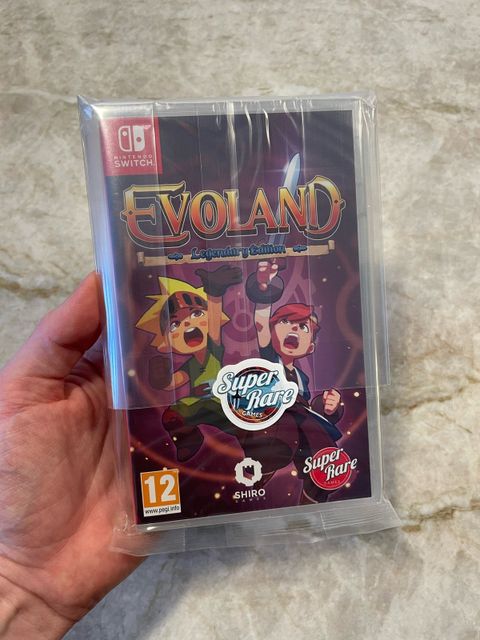 NINTENDO
SWITCH
EVOLAND
Legendary Edition
Super
Rare
GAMES
12
www.pegi.info
SHIRO
GAMES
Super
Rare
GAMES